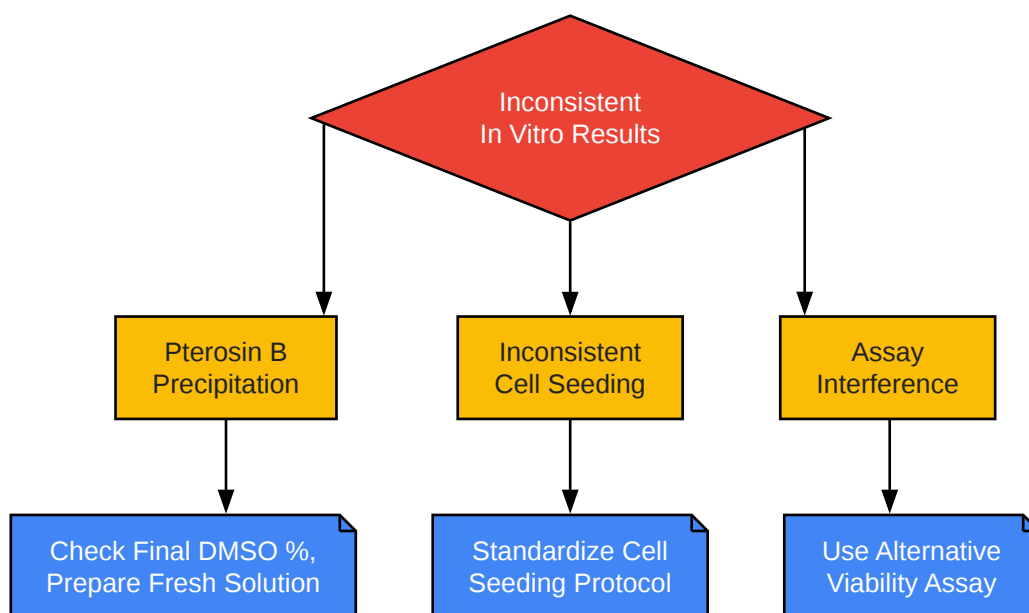 Inconsistent
In Vitro Results
Pterosin B
Precipitation
Inconsistent
Cell Seeding
Assay
Interference
Check Final DMSO %,
Prepare Fresh Solution
Standardize Cell
Seeding Protocol
Use Alternative
Viability Assay